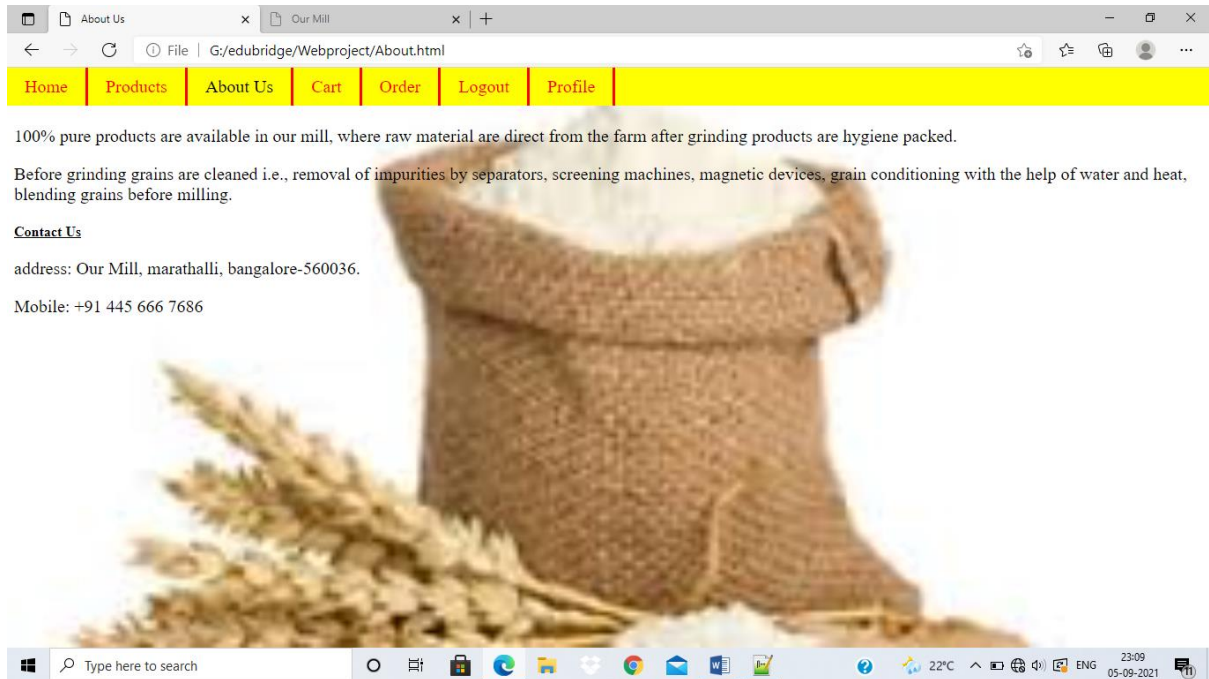 About Us
Our Mill
File G:/edubridge/Webproject/About.html
Home Products About Us Cart Order Logout Profile
100% pure products are available in our mill, where raw material are direct from the farm after grinding products are hygiene packed.
Before grinding grains are cleaned i.e., removal of impurities by separators, screening machines, magnetic devices, grain conditioning with the help of water and heat,
blending grains before milling.
Contact Us
address: Our Mill, marathalli, bangalore-560036.
Mobile: +91 445 666 7686
Type here to search
22°C
ENG
23:09
05-09-2021
11